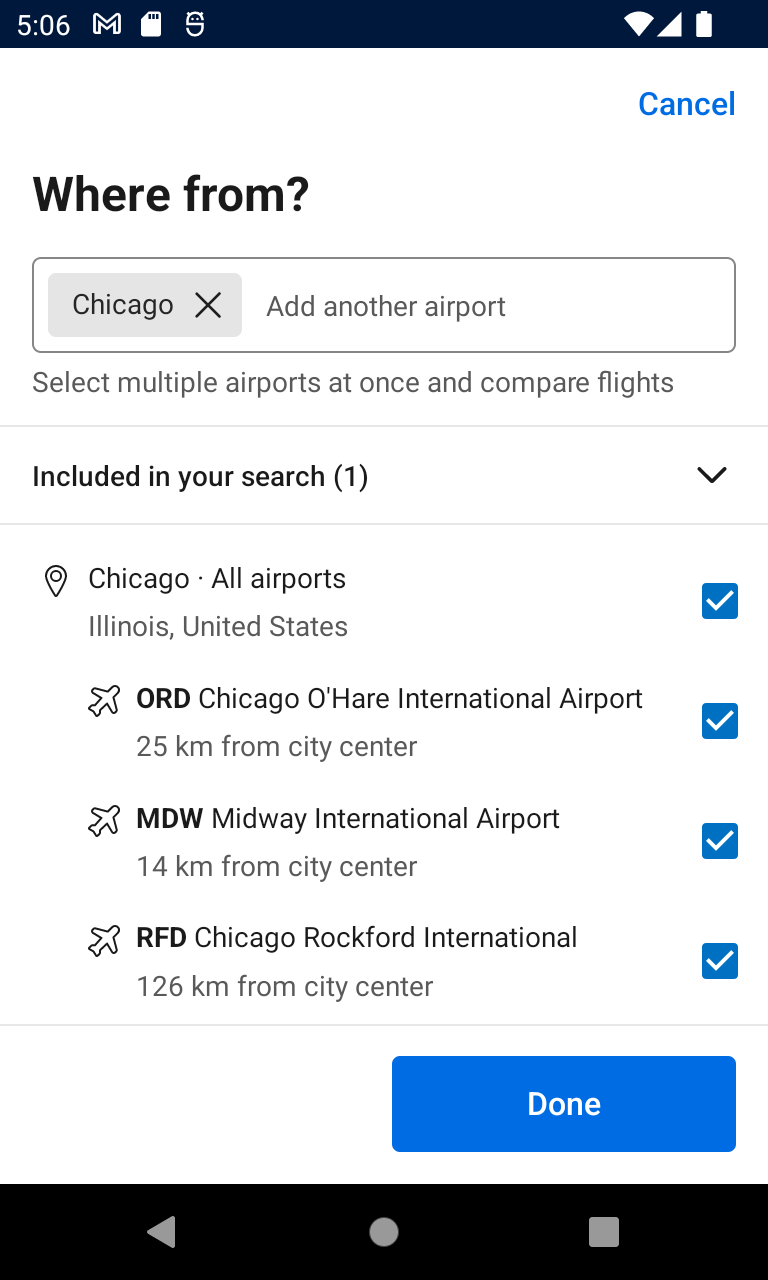 5:06
Cancel
Where from?
Chicago Add another airport
Select multiple airports at once and compare flights
Included in your search (1)
Chicago · All airports
Illinois, United States
ORD Chicago O'Hare International Airport
25 km from city center
MDW Midway International Airport
14 km from city center
RFD Chicago Rockford International
126 km from city center
Done